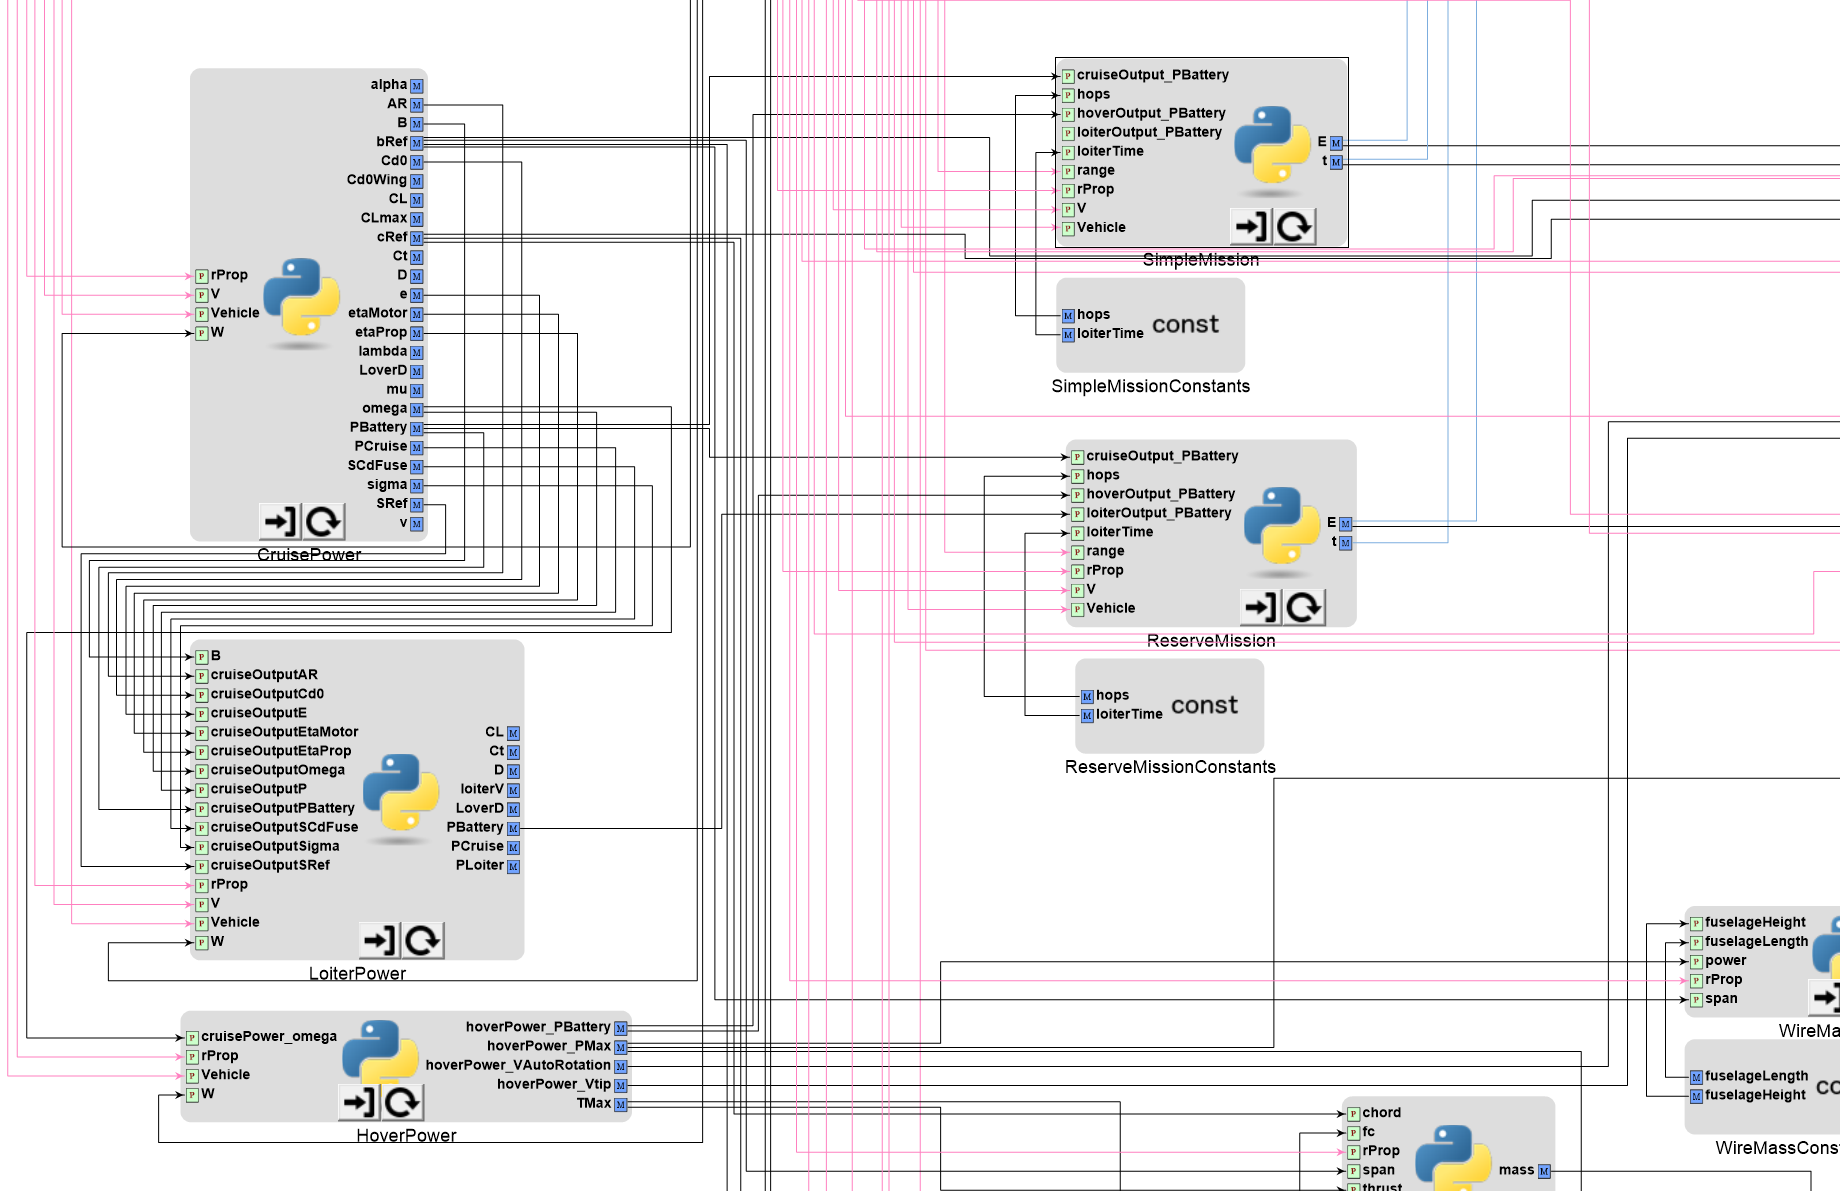 alpha
AR
B
bRef
Cd0
Cd0Wing
CL
CLmax
cRef
Ct
D
e
etaMotor
etaProp
lambda
LoverD
mu
omega
PBattery
PCruise
SCdFuse
sigma
SRef
v
rProp
V
Vehicle
W
CruisePower
B
cruiseOutputAR
cruiseOutputCd0
cruiseOutputE
cruiseOutputEtaMotor
cruiseOutputEtaProp
cruiseOutputOmega
cruiseOutputP
cruiseOutputPBattery
cruiseOutputSCdFuse
cruiseOutputSigma
cruiseOutputSRef
rProp
V
Vehicle
W
CL
Ct
D
loiterV
LoverD
PBattery
PCruise
PLoiter
LoiterPower
cruisePower_omega
rProp
Vehicle
W
hoverPower_PBattery
hoverPower_PMax
hoverPower_VAutoRotation
hoverPower_Vtip
TMax
HoverPower
cruiseOutput_PBattery
hops
hoverOutput_PBattery
loiterOutput_PBattery
loiterTime
range
rProp
V
Vehicle
E
t
SimpleMission
hops
loiterTime
const
SimpleMissionConstants
cruiseOutput_PBattery
hops
hoverOutput_PBattery
loiterOutput_PBattery
loiterTime
range
rProp
V
Vehicle
E
t
ReserveMission
hops
loiterTime
const
ReserveMissionConstants
fuselageHeight
fuselageLength
power
rProp
span
WireMa
fuselageLength
fuselageHeight
co
WireMassConst
chord
fc
rProp
span
thrust
mass